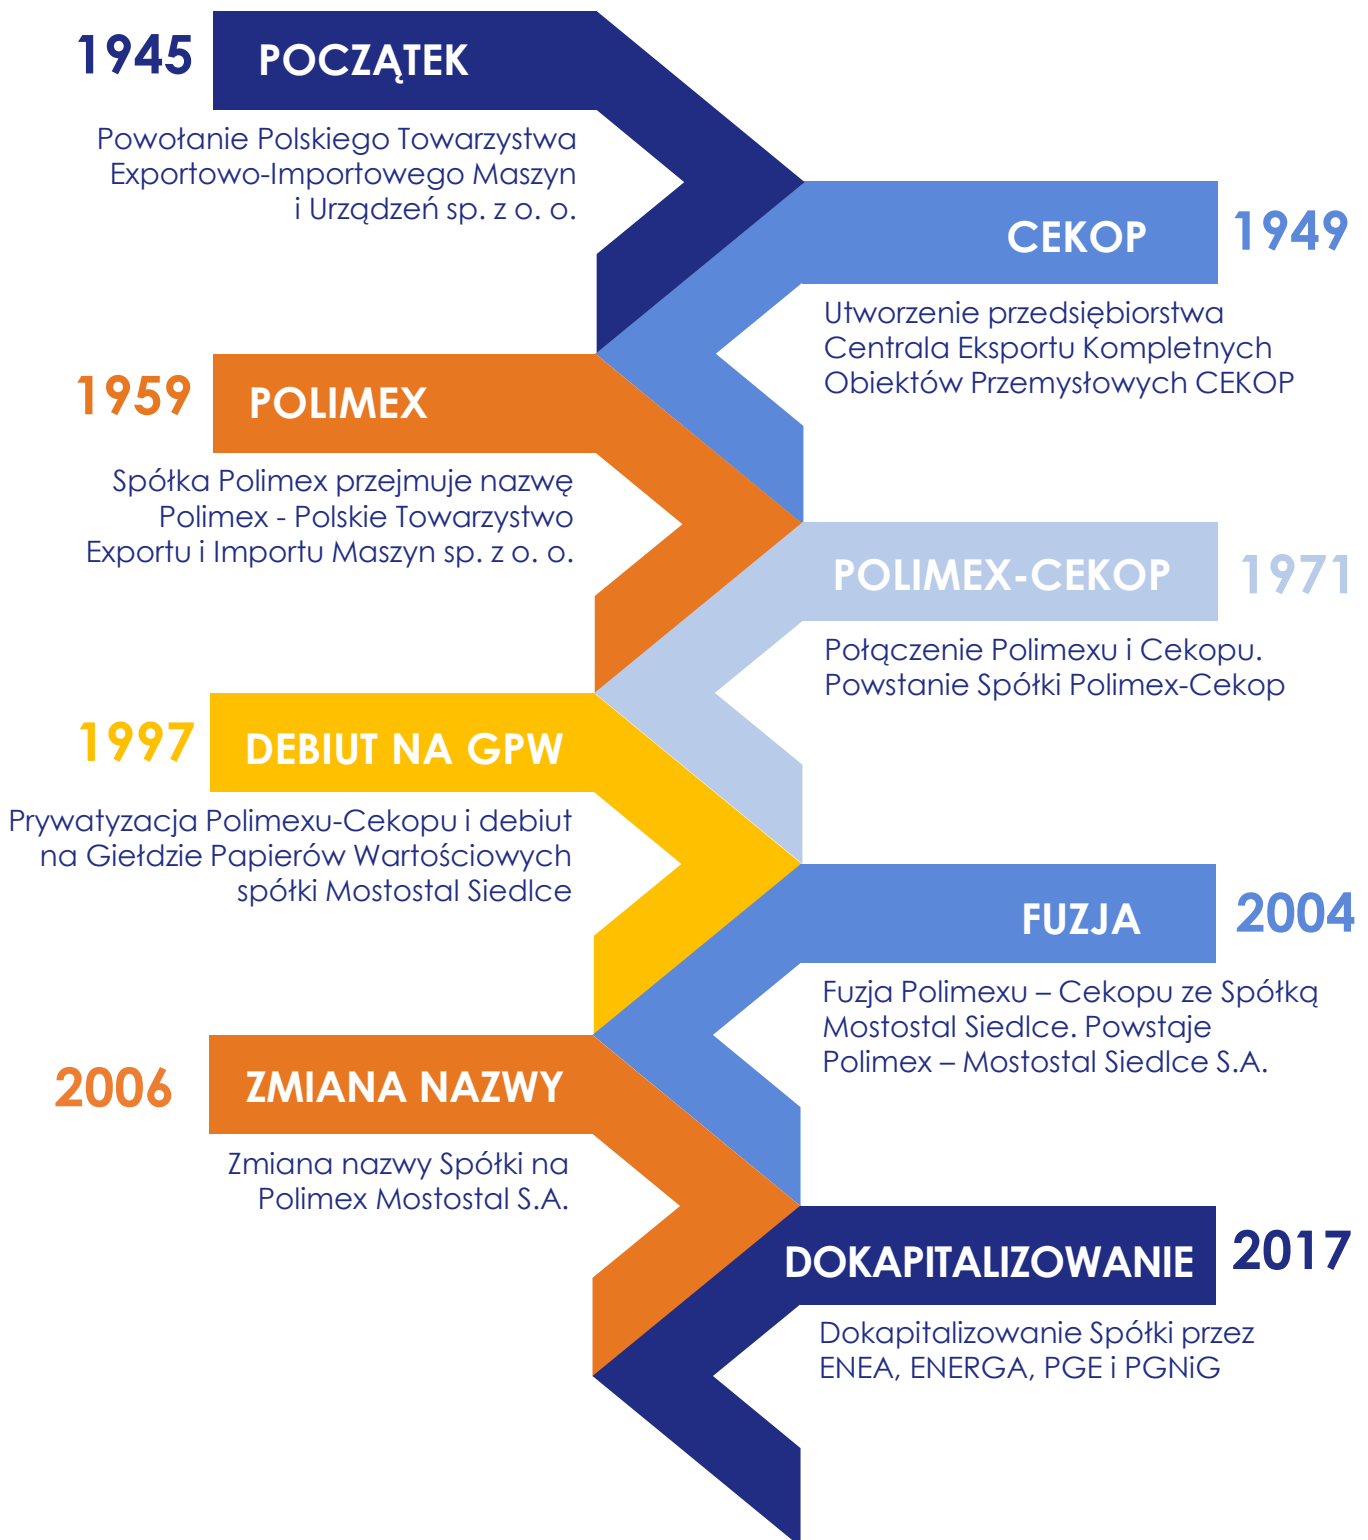 1945
POCZĄTEK
Powołanie Polskiego Towarzystwa
Exportowo-Importowego Maszyn
i Urządzeń sp. z o. o.
CEKOP
1949
Utworzenie przedsiębiorstwa
Centrala Eksportu Kompletnych
Obiektów Przemysłowych CEKOP
1959
POLIMEX
Spółka Polimex przejmuje nazwę
Polimex - Polskie Towarzystwo
Exportu i Importu Maszyn sp. z o. o.
POLIMEX-CEKOP
1971
Połączenie Polimexu i Cekopu.
Powstanie Spółki Polimex-Cekop
1997
DEBIUT NA GPW
Prywatyzacja Polimexu-Cekopu i debiut
na Giełdzie Papierów Wartościowych
spółki Mostostal Siedlce
FUZJA
2004
Fuzja Polimexu – Cekopu ze Spółką
Mostostal Siedlce. Powstaje
Polimex – Mostostal Siedlce S.A.
2006
ZMIANA NAZWY
Zmiana nazwy Spółki na
Polimex Mostostal S.A.
DOKAPITALIZOWANIE
2017
Dokapitalizowanie Spółki przez
ENEA, ENERGA, PGE i PGNiG